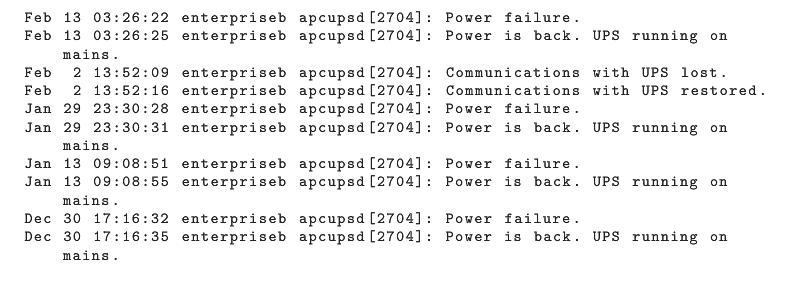 Feb 13 03:26:22 enterpriseb apcupsd[2704]: Power failure.
Feb 13 03:26:25 enterpriseb apcupsd[2704]: Power is back. UPS running on
mains.
Feb  2 13:52:09 enterpriseb apcupsd[2704]: Communications with UPS lost.
Feb  2 13:52:16 enterpriseb apcupsd[2704]: Communications with UPS restored.
Jan 29 23:30:28 enterpriseb apcupsd[2704]: Power failure.
Jan 29 23:30:31 enterpriseb apcupsd[2704]: Power is back. UPS running on
mains.
Jan 13 09:08:51 enterpriseb apcupsd[2704]: Power failure.
Jan 13 09:08:55 enterpriseb apcupsd[2704]: Power is back. UPS running on
mains.
Dec 30 17:16:32 enterpriseb apcupsd[2704]: Power failure.
Dec 30 17:16:35 enterpriseb apcupsd[2704]: Power is back. UPS running on
mains.